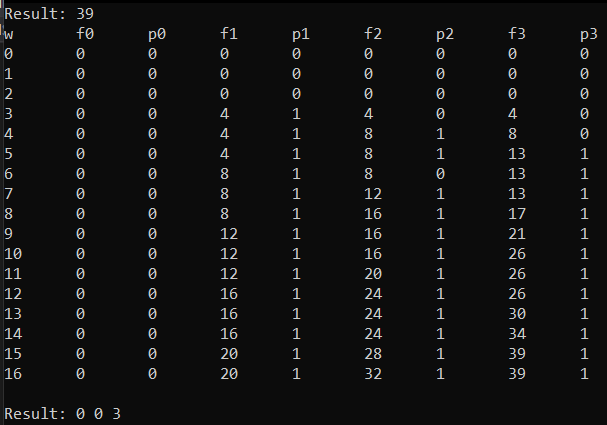 Result: 39
w f0 p0 f1 p1 f2 p2 f3 p3
0 0 0 0 0 0 0 0 0
1 0 0 0 0 0 0 0 0
2 0 0 0 0 0 0 0 0
3 0 0 4 1 4 0 4 0
4 0 0 4 1 8 1 8 0
5 0 0 4 1 8 1 13 1
6 0 0 8 1 8 0 13 1
7 0 0 8 1 12 1 13 1
8 0 0 8 1 16 1 17 1
9 0 0 12 1 16 1 21 1
10 0 0 12 1 16 1 26 1
11 0 0 12 1 20 1 26 1
12 0 0 16 1 24 1 26 1
13 0 0 16 1 24 1 30 1
14 0 0 16 1 24 1 34 1
15 0 0 20 1 28 1 39 1
16 0 0 20 1 32 1 39 1
Result: 0 0 3